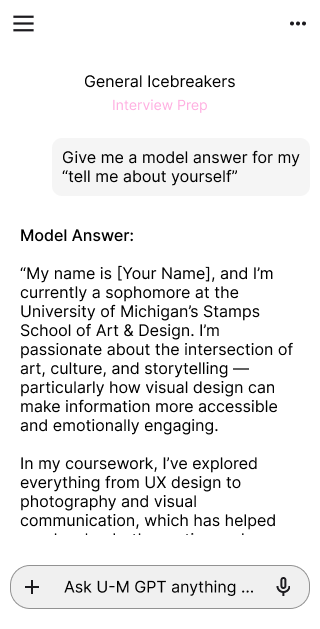 General Icebreakers
Interview Prep
Give me a model answer for my
“tell me about yourself”
Model Answer:
“My name is [Your Name], and I’m
currently a sophomore at the
University of Michigan’s Stamps
School of Art & Design. I’m
passionate about the intersection of
art, culture, and storytelling —
particularly how visual design can
make information more accessible
and emotionally engaging.
In my coursework, I’ve explored
everything from UX design to
photography and visual
communication, which has helped
Ask U-M GPT anything ...